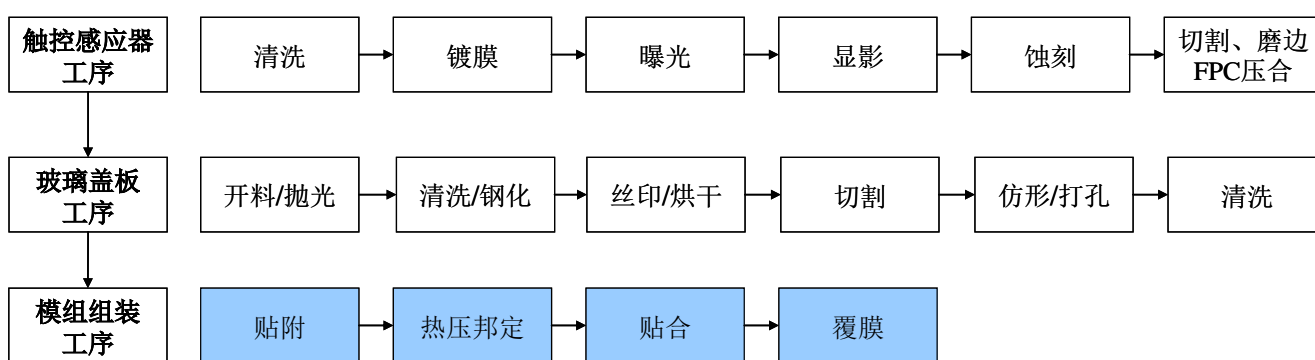 触控感应器
工序
清洗
镀膜
曝光
显影
蚀刻
切割、磨边
FPC压合
玻璃盖板
工序
开料/抛光
清洗/钢化
丝印/烘干
切割
仿形/打孔
清洗
模组组装
工序
贴附
热压邦定
贴合
覆膜